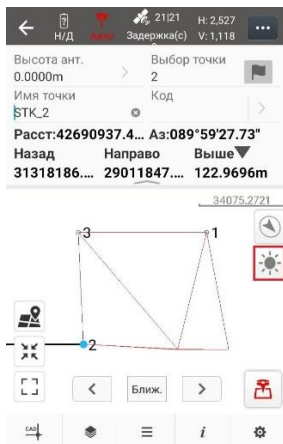 ? 21|21 H: 2,527
Н/Д Авто Задержка(с) V: 1,118
Высота ант. Выбор точки
0.0000m 2
Имя точки Код
STK_2
Расст:42690937.4... Аз:089°59'27.73"
Назад Направо Выше
31318186.... 29011847.... 122.9696m
34075.2721
3 1
2
Ближ.
CAD i